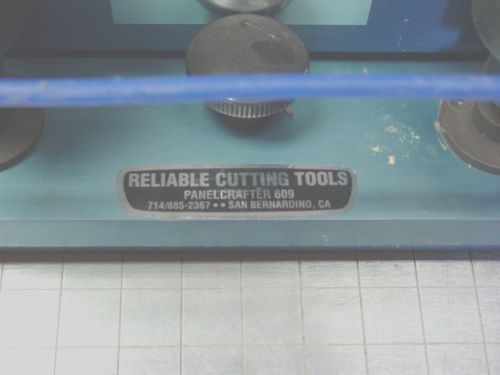 RELIABLE CUTTING TOOLS
PANELCRAFTER 609
714/885-2367 • • SAN BERNARDINO, CA